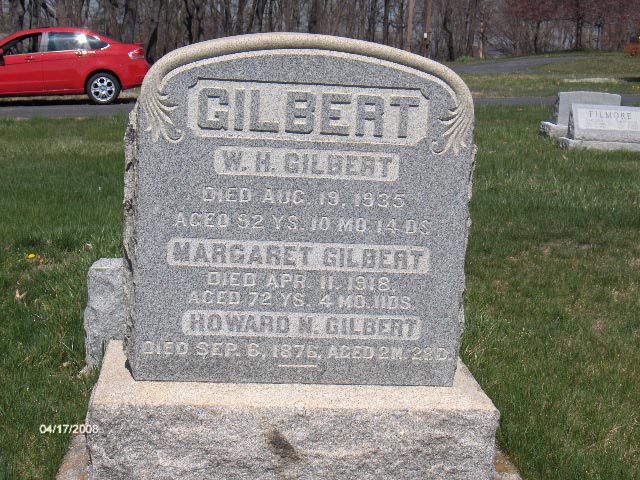 GILBERT
W. H. GILBERT
DIED AUG. 19, 1935
AGED 92 YS. 10 MO. 14 DS.
MARGARET GILBERT
DIED APR. 11, 1918.
AGED 72 YS. 4 MO. 11 DS.
HOWARD N. GILBERT
DIED SEP. 6, 1876, AGED 2 M. 28 D.
FILMORE
04/17/2008